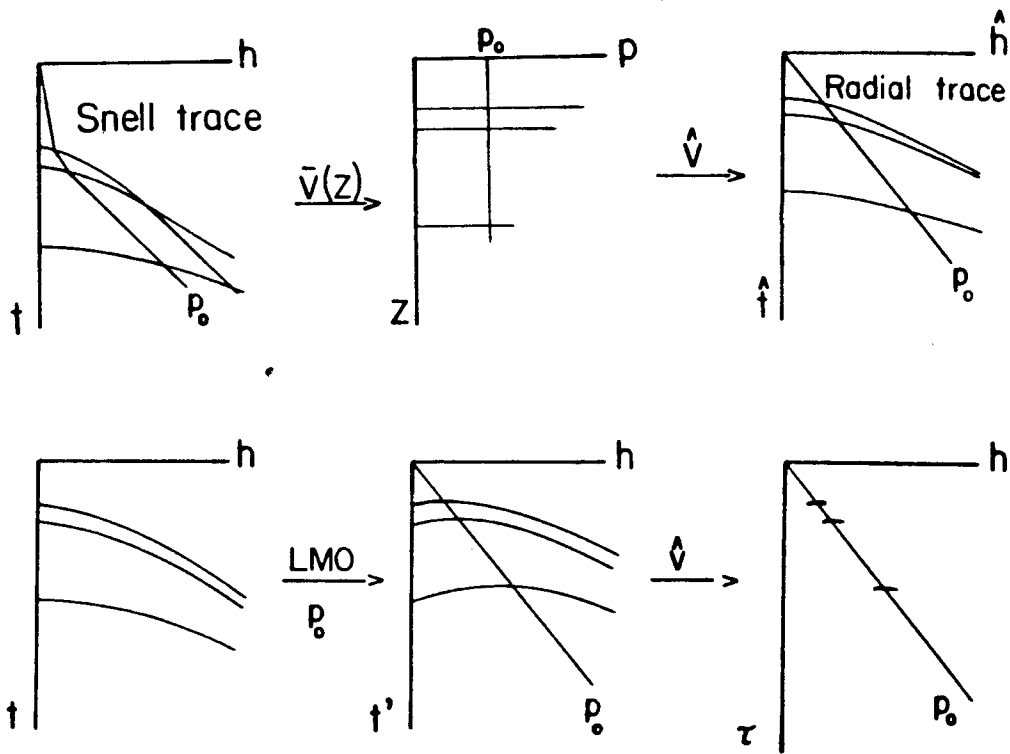 h
Snell trace
t
p₀
v̄(z)
p₀
p
z
v̂
ĥ
Radial trace
t̂
p₀
h
t
LMO
p₀
h
t'
p₀
v̂
h
τ
p₀